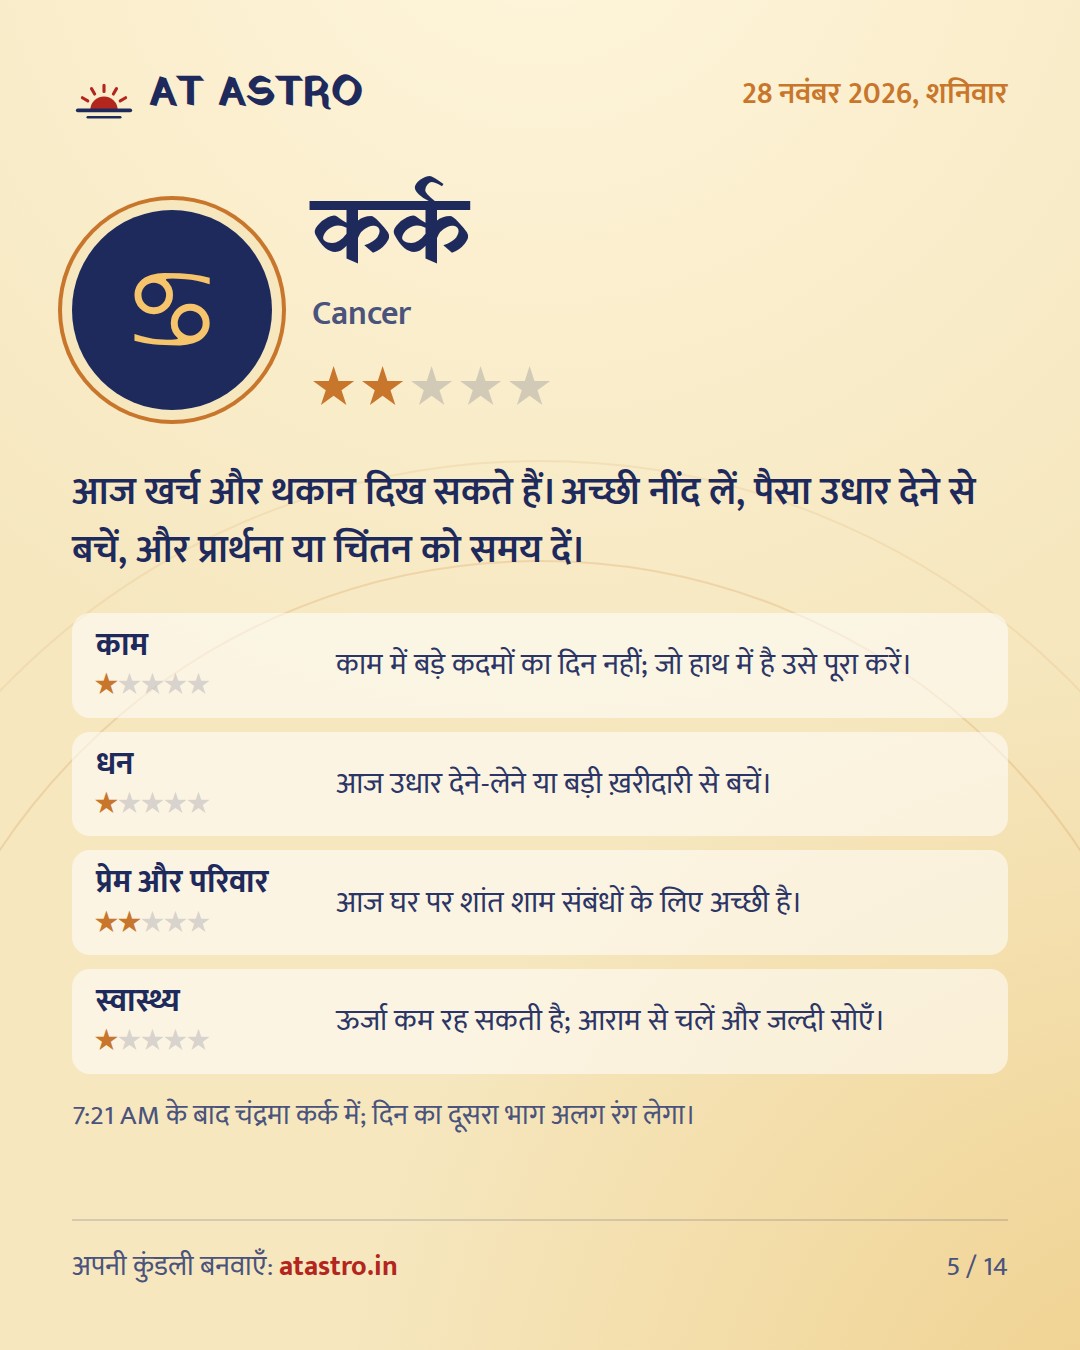 AT ASTRO
28 नवंबर 2026, शनिवार
कर्क
Cancer
आज खर्च और थकान दिख सकते हैं। अच्छी नींद लें, पैसा उधार देने से
बचें, और प्रार्थना या चिंतन को समय दें।
काम
काम में बड़े कदमों का दिन नहीं; जो हाथ में है उसे पूरा करें।
धन
आज उधार देने-लेने या बड़ी ख़रीदारी से बचें।
प्रेम और परिवार
आज घर पर शांत शाम संबंधों के लिए अच्छी है।
स्वास्थ्य
ऊर्जा कम रह सकती है; आराम से चलें और जल्दी सोएँ।
7:21 AM के बाद चंद्रमा कर्क में; दिन का दूसरा भाग अलग रंग लेगा।
अपनी कुंडली बनवाएँ: atastro.in
5 / 14